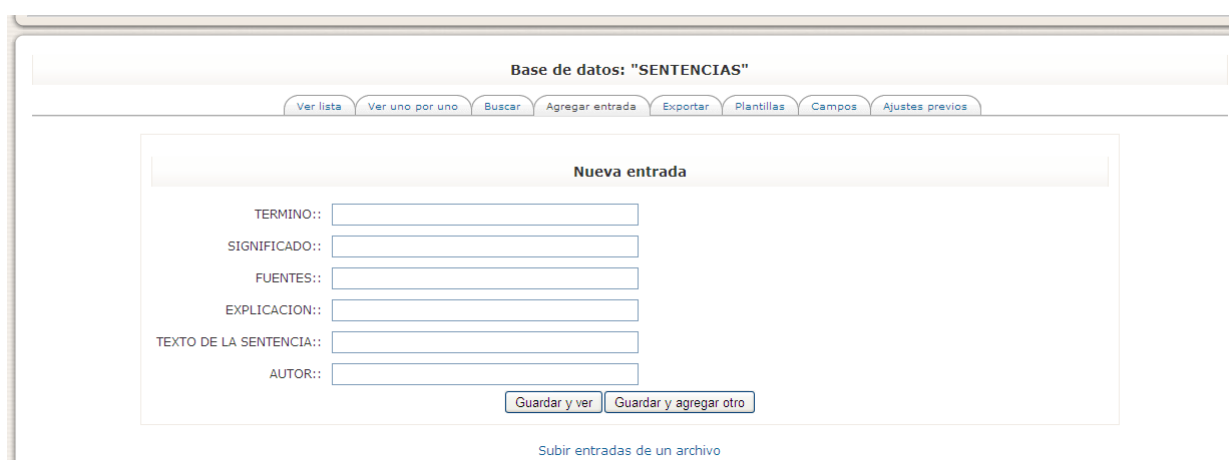 Base de datos: "SENTENCIAS"
Ver lista Ver uno por uno Buscar Agregar entrada Exportar Plantillas Campos Ajustes previos
Nueva entrada
TERMINO::
SIGNIFICADO::
FUENTES::
EXPLICACION::
TEXTO DE LA SENTENCIA::
AUTOR::
Guardar y ver Guardar y agregar otro
Subir entradas de un archivo